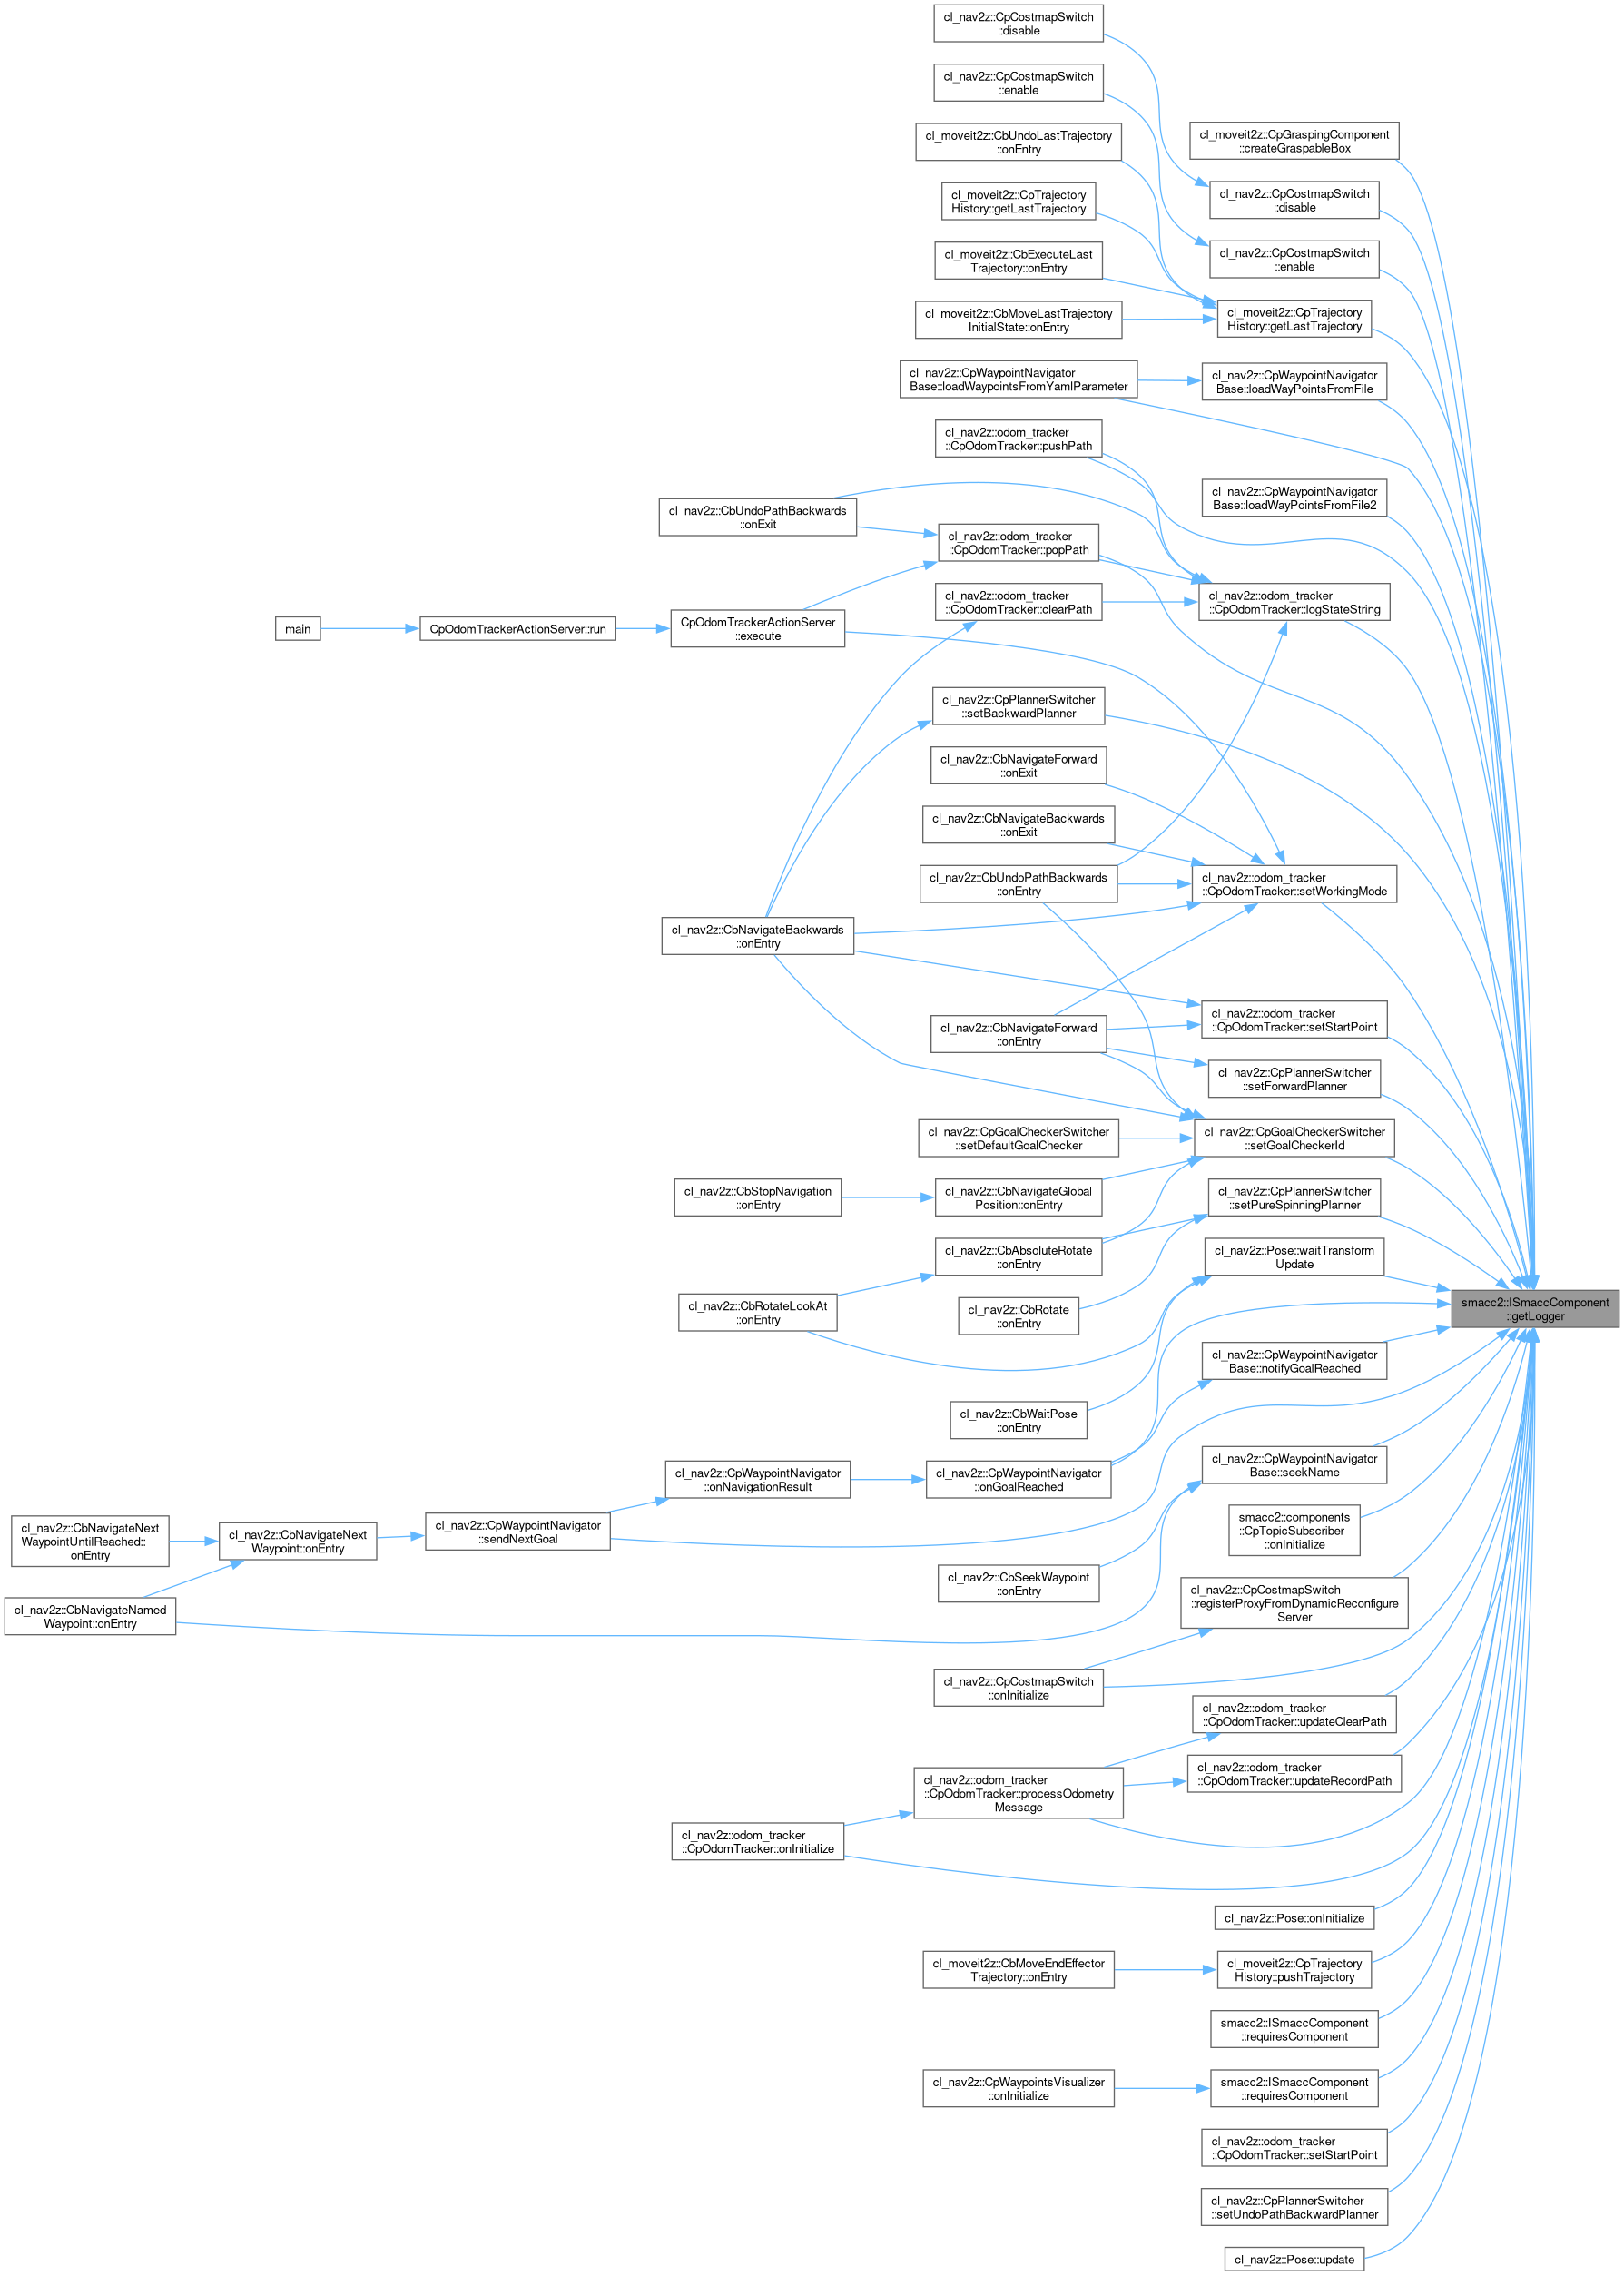 cl_nav2z::CpCostmapSwitch
::disable
cl_nav2z::CpCostmapSwitch
::enable
cl_moveit2z::CbUndoLastTrajectory
::onEntry
cl_moveit2z::CpGraspingComponent
::createGraspableBox
cl_moveit2z::CpTrajectory
History::getLastTrajectory
cl_nav2z::CpCostmapSwitch
::disable
cl_moveit2z::CbExecuteLast
Trajectory::onEntry
cl_nav2z::CpCostmapSwitch
::enable
cl_moveit2z::CbMoveLastTrajectory
InitialState::onEntry
cl_moveit2z::CpTrajectory
History::getLastTrajectory
cl_nav2z::CpWaypointNavigator
Base::loadWaypointsFromYamlParameter
cl_nav2z::CpWaypointNavigator
Base::loadWayPointsFromFile
cl_nav2z::odom_tracker
::CpOdomTracker::pushPath
cl_nav2z::CpWaypointNavigator
Base::loadWayPointsFromFile2
cl_nav2z::CbUndoPathBackwards
::onExit
cl_nav2z::odom_tracker
::CpOdomTracker::popPath
cl_nav2z::odom_tracker
::CpOdomTracker::clearPath
cl_nav2z::odom_tracker
::CpOdomTracker::logStateString
main
CpOdomTrackerActionServer::run
CpOdomTrackerActionServer
::execute
cl_nav2z::CpPlannerSwitcher
::setBackwardPlanner
cl_nav2z::CbNavigateForward
::onExit
cl_nav2z::CbNavigateBackwards
::onExit
cl_nav2z::CbUndoPathBackwards
::onEntry
cl_nav2z::odom_tracker
::CpOdomTracker::setWorkingMode
cl_nav2z::CbNavigateBackwards
::onEntry
cl_nav2z::CbNavigateForward
::onEntry
cl_nav2z::odom_tracker
::CpOdomTracker::setStartPoint
cl_nav2z::CpPlannerSwitcher
::setForwardPlanner
cl_nav2z::CpGoalCheckerSwitcher
::setDefaultGoalChecker
cl_nav2z::CpGoalCheckerSwitcher
::setGoalCheckerId
cl_nav2z::CbStopNavigation
::onEntry
cl_nav2z::CbNavigateGlobal
Position::onEntry
cl_nav2z::CpPlannerSwitcher
::setPureSpinningPlanner
cl_nav2z::CbAbsoluteRotate
::onEntry
cl_nav2z::Pose::waitTransform
Update
cl_nav2z::CbRotateLookAt
::onEntry
cl_nav2z::CbRotate
::onEntry
smacc2::ISmaccComponent
::getLogger
cl_nav2z::CpWaypointNavigator
Base::notifyGoalReached
cl_nav2z::CbWaitPose
::onEntry
cl_nav2z::CpWaypointNavigator
::onNavigationResult
cl_nav2z::CpWaypointNavigator
::onGoalReached
cl_nav2z::CpWaypointNavigator
Base::seekName
cl_nav2z::CbNavigateNext
WaypointUntilReached::
onEntry
cl_nav2z::CbNavigateNext
Waypoint::onEntry
cl_nav2z::CpWaypointNavigator
::sendNextGoal
smacc2::components
::CpTopicSubscriber
::onInitialize
cl_nav2z::CbSeekWaypoint
::onEntry
cl_nav2z::CbNavigateNamed
Waypoint::onEntry
cl_nav2z::CpCostmapSwitch
::registerProxyFromDynamicReconfigure
Server
cl_nav2z::CpCostmapSwitch
::onInitialize
cl_nav2z::odom_tracker
::CpOdomTracker::updateClearPath
cl_nav2z::odom_tracker
::CpOdomTracker::processOdometry
Message
cl_nav2z::odom_tracker
::CpOdomTracker::updateRecordPath
cl_nav2z::odom_tracker
::CpOdomTracker::onInitialize
cl_nav2z::Pose::onInitialize
cl_moveit2z::CbMoveEndEffector
Trajectory::onEntry
cl_moveit2z::CpTrajectory
History::pushTrajectory
smacc2::ISmaccComponent
::requiresComponent
cl_nav2z::CpWaypointsVisualizer
::onInitialize
smacc2::ISmaccComponent
::requiresComponent
cl_nav2z::odom_tracker
::CpOdomTracker::setStartPoint
cl_nav2z::CpPlannerSwitcher
::setUndoPathBackwardPlanner
cl_nav2z::Pose::update